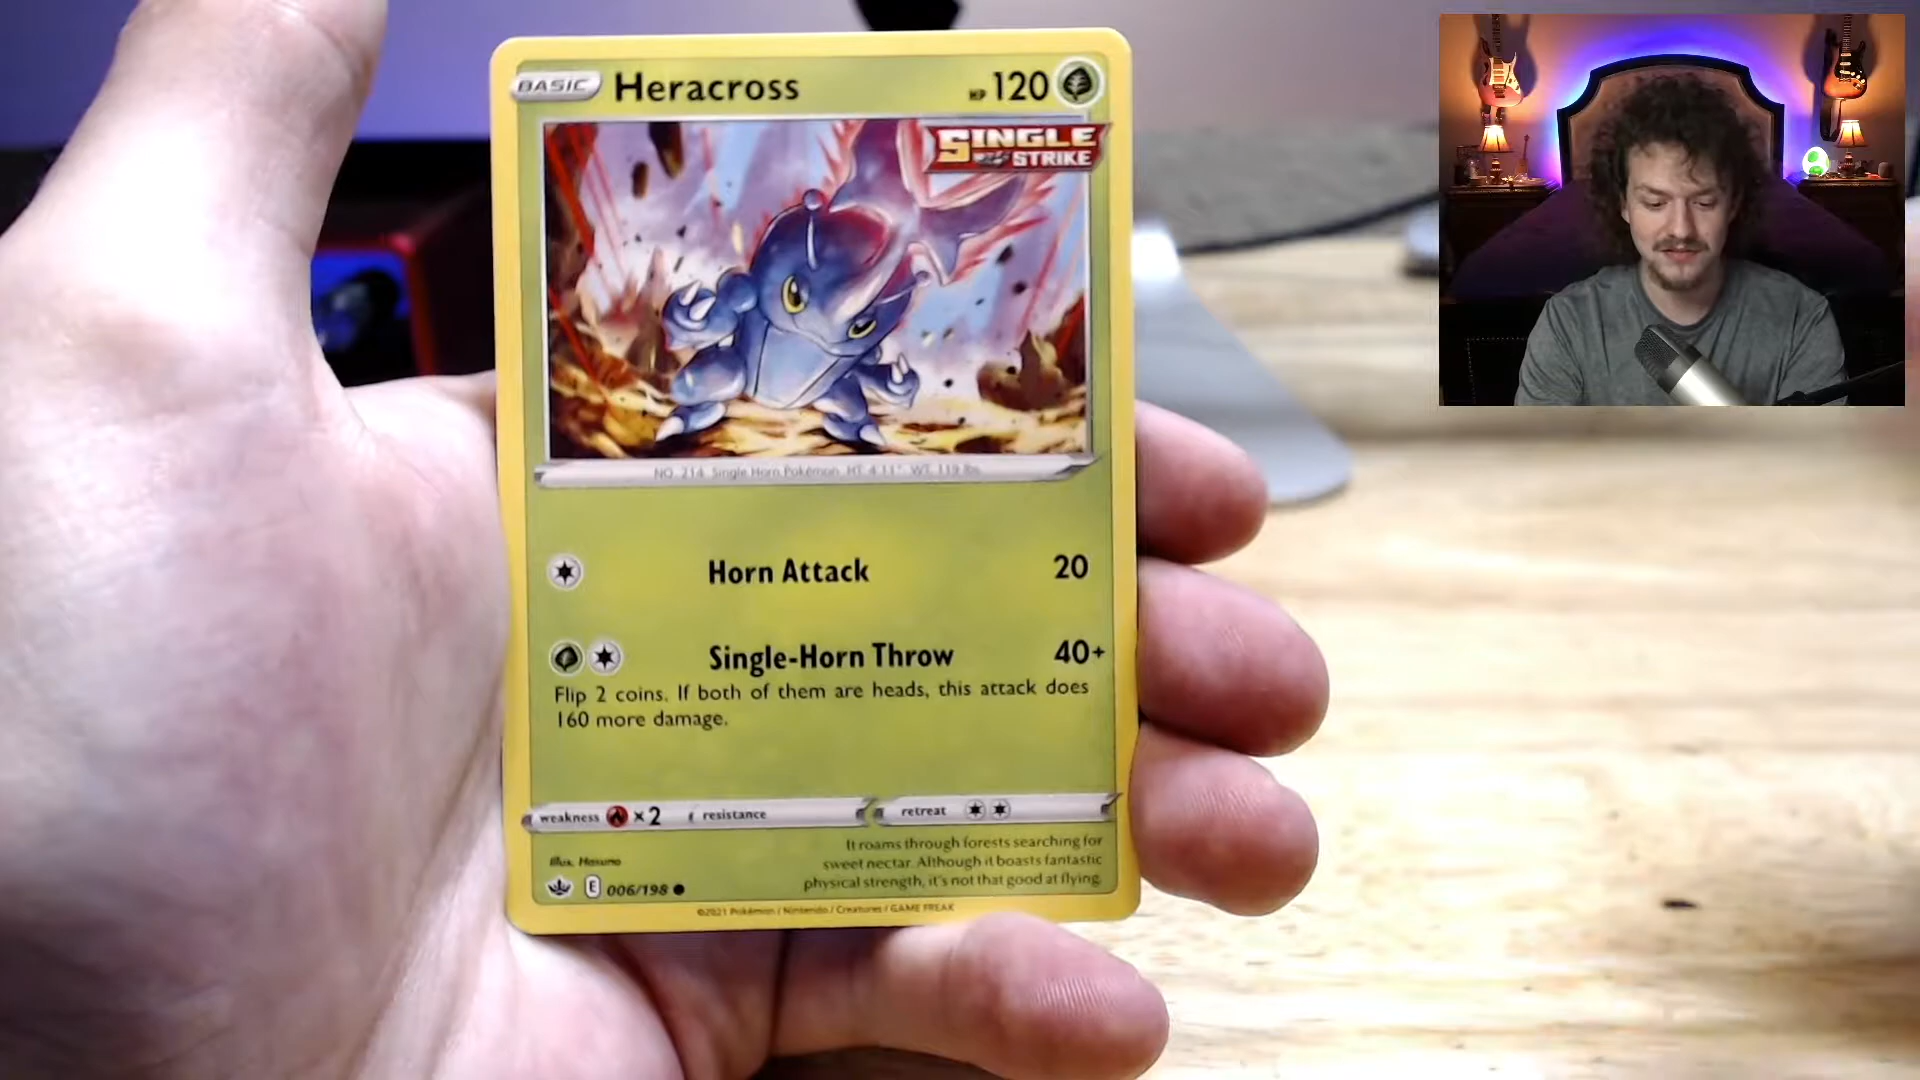 BASIC Heracross HP 120
SINGLE
STRIKE
NO. 214 Single Horn Pokémon HT: 4'11" WT: 119 lbs.
Horn Attack 20
Single-Horn Throw 40+
Flip 2 coins. If both of them are heads, this attack does
160 more damage.
weakness ×2 resistance retreat
It roams through forests searching for
sweet nectar. Although it boasts fantastic
physical strength, it's not that good at flying.
Illus. Hasuno
E 006/198
©2021 Pokémon / Nintendo / Creatures / GAME FREAK